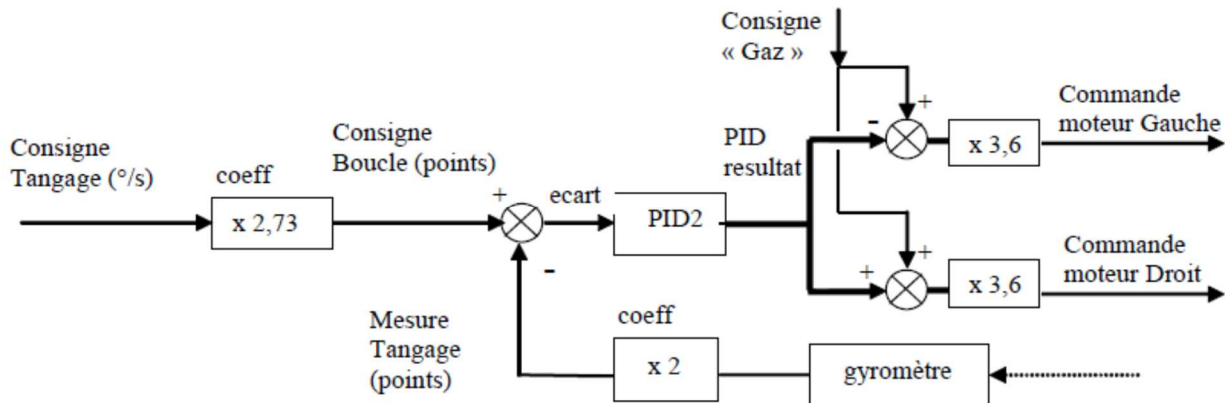 Consigne
« Gaz »
Consigne
Tangage (°/s)
coeff
x 2,73
Consigne
Boucle (points)
+
-
ecart
PID2
PID
resultat
-
+
x 3,6
Commande
moteur Gauche
+
+
x 3,6
Commande
moteur Droit
Mesure
Tangage
(points)
coeff
x 2
gyromètre